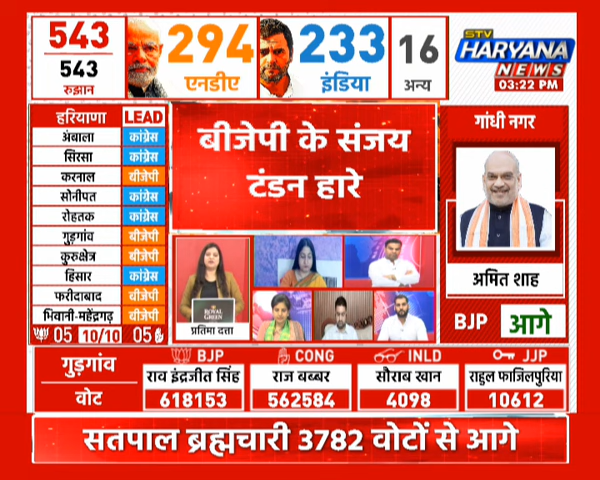 543
543
रुझान
294
एनडीए
233
इंडिया
16
अन्य
STV
HARYANA
NEWS
03:22 PM
हरियाणा LEAD
अंबाला कांग्रेस
सिरसा कांग्रेस
करनाल बीजेपी
सोनीपत कांग्रेस
रोहतक कांग्रेस
गुड़गांव बीजेपी
कुरुक्षेत्र बीजेपी
हिसार कांग्रेस
फरीदाबाद बीजेपी
भिवानी-महेंद्रगढ़ बीजेपी
05 10/10 05
बीजेपी के संजय
टंडन हारे
ROYAL
GREEN
प्रतिमा दत्ता
गांधी नगर
अमित शाह
BJP आगे
गुड़गांव
वोट
BJP
राव इंद्रजीत सिंह
618153
CONG
राज बब्बर
562584
INLD
सौराब खान
4098
JJP
राहुल फाजिलपुरिया
10612
सतपाल ब्रह्मचारी 3782 वोटों से आगे